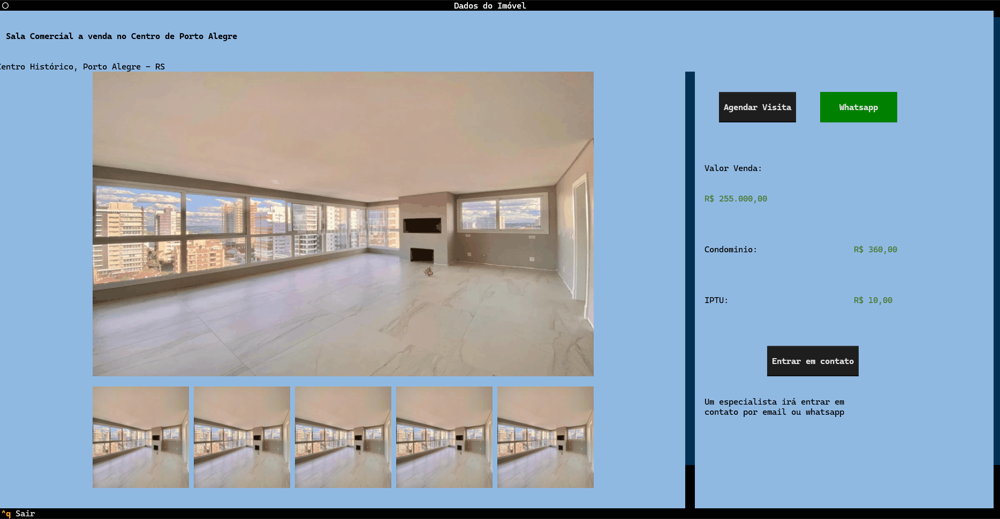 Dados do Imóvel
Sala Comercial a venda no Centro de Porto Alegre
Centro Histórico, Porto Alegre – RS
Agendar Visita
Whatsapp
Valor Venda:
R$ 255.000,00
Condominio: R$ 360,00
IPTU: R$ 10,00
Entrar em contato
Um especialista irá entrar em
contato por email ou whatsapp
^q Sair